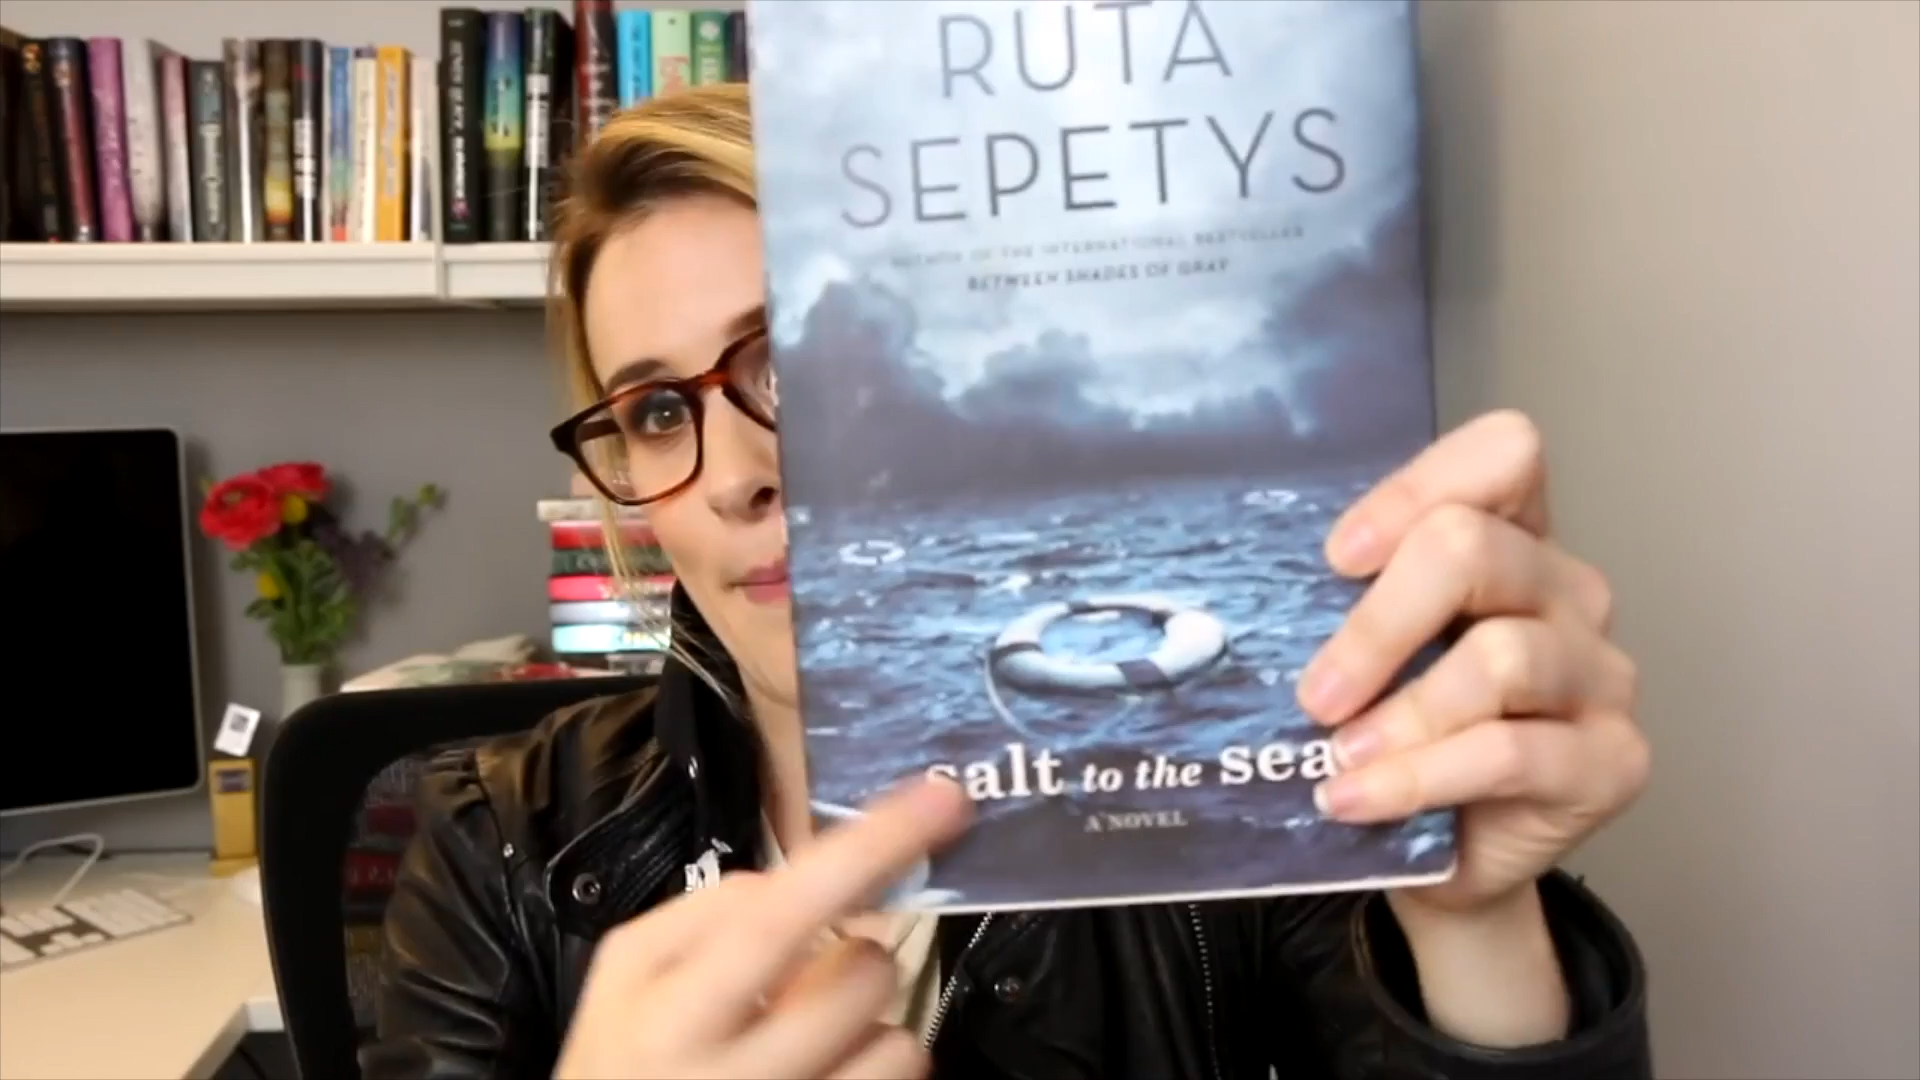 RUTA
SEPETYS
AUTHOR OF THE INTERNATIONAL BESTSELLER
BETWEEN SHADES OF GRAY
salt to the sea
A NOVEL